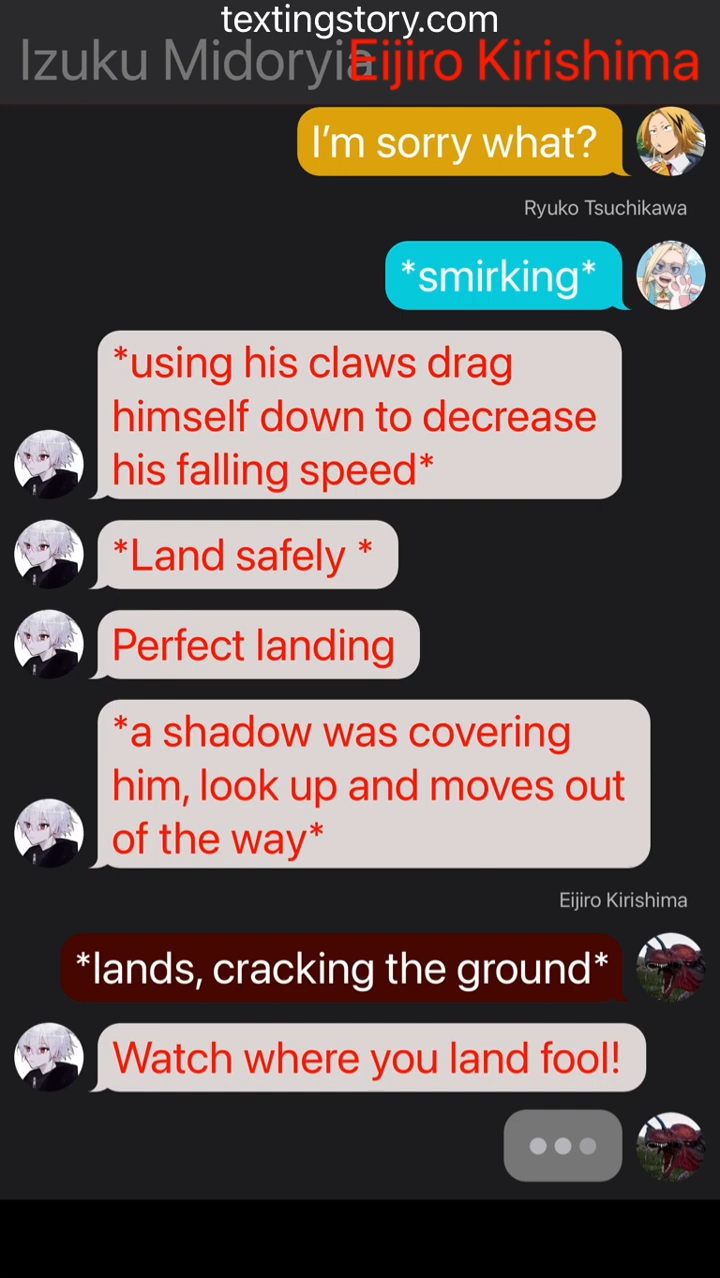 textingstory.com
Izuku Midoryia Eijiro Kirishima
I'm sorry what?
Ryuko Tsuchikawa
*smirking*
*using his claws drag
himself down to decrease
his falling speed*
*Land safely *
Perfect landing
*a shadow was covering
him, look up and moves out
of the way*
Eijiro Kirishima
*lands, cracking the ground*
Watch where you land fool!